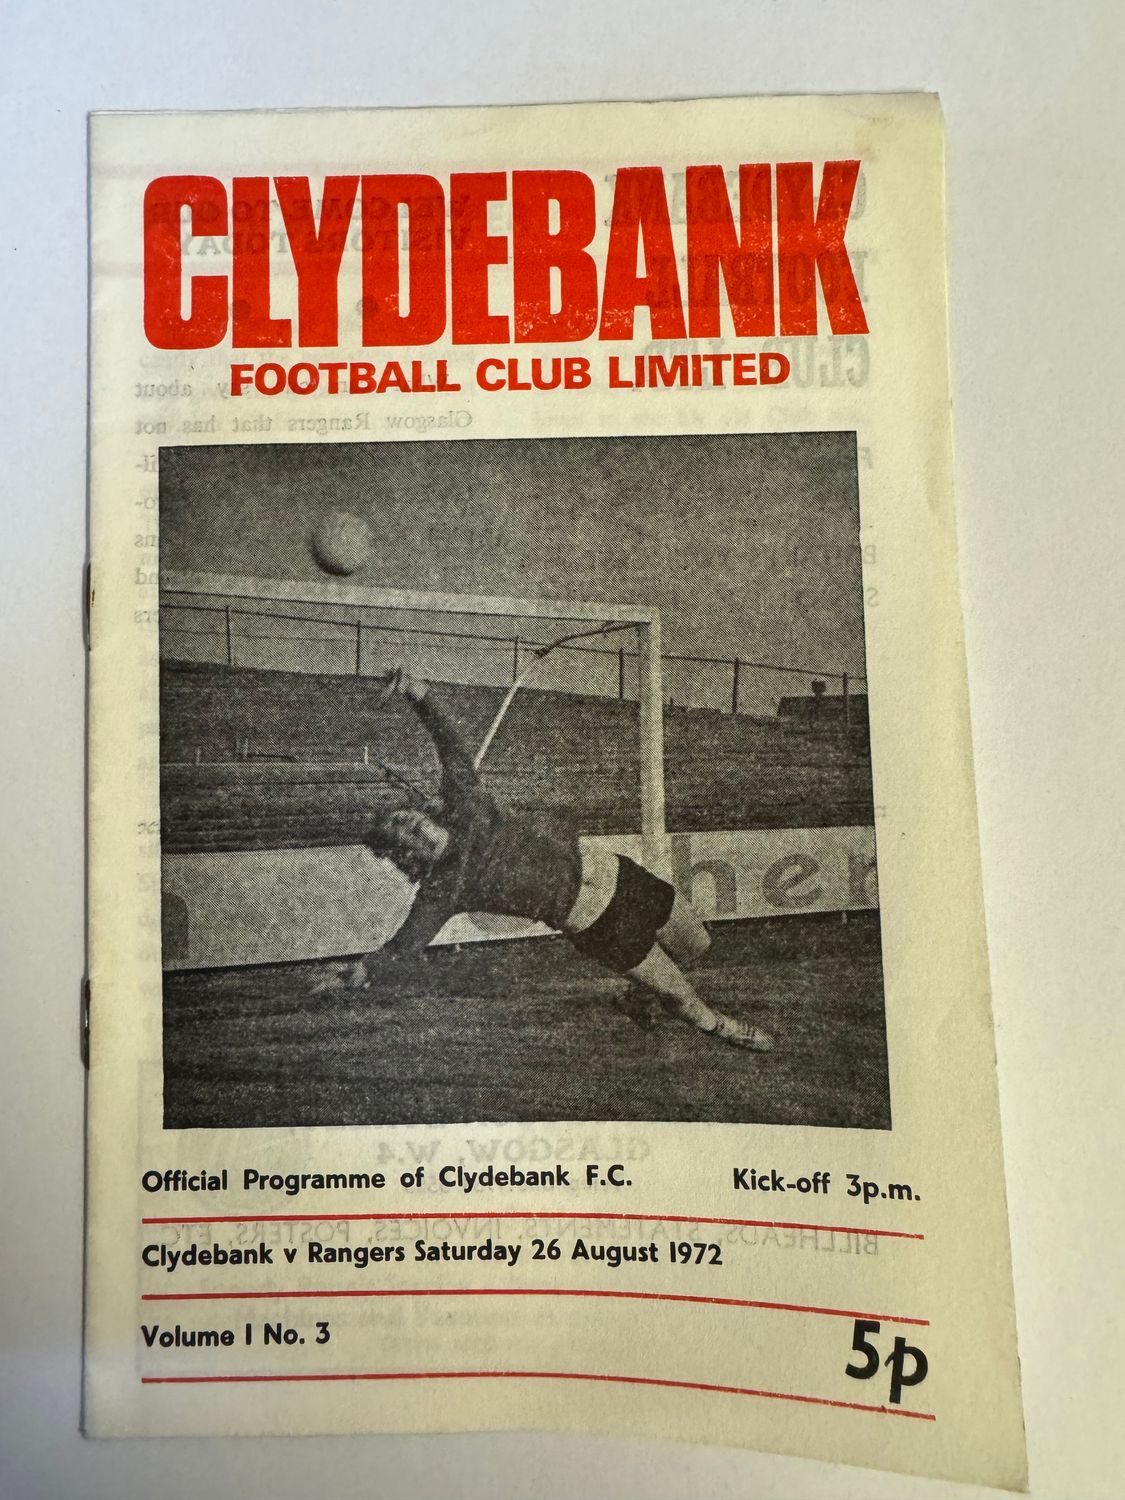 CLYDEBANK
FOOTBALL CLUB LIMITED
her
Official Programme of Clydebank F.C. Kick-off 3p.m.
Clydebank v Rangers Saturday 26 August 1972
Volume I No. 3
5p